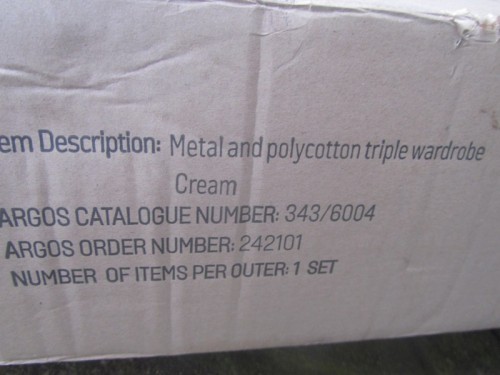 em Description: Metal and polycotton triple wardrobe
Cream
ARGOS CATALOGUE NUMBER: 343/6004
ARGOS ORDER NUMBER: 242101
NUMBER OF ITEMS PER OUTER: 1 SET